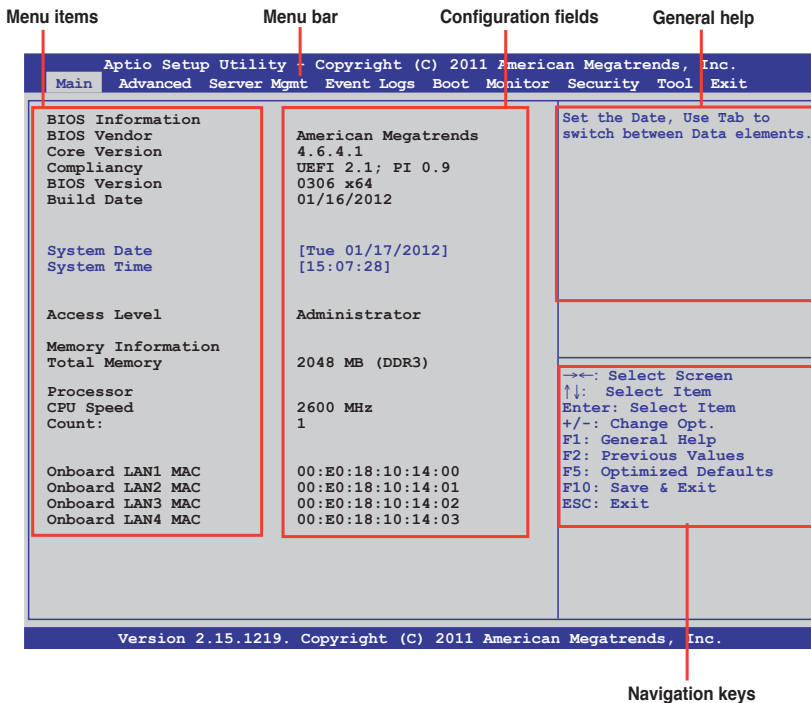 Menu items Menu bar Configuration fields General help
Aptio Setup Utility - Copyright (C) 2011 American Megatrends, Inc.
Main Advanced Server Mgmt Event Logs Boot Monitor Security Tool Exit
BIOS Information
BIOS Vendor American Megatrends
Core Version 4.6.4.1
Compliancy UEFI 2.1; PI 0.9
BIOS Version 0306 x64
Build Date 01/16/2012
System Date [Tue 01/17/2012]
System Time [15:07:28]
Access Level Administrator
Memory Information
Total Memory 2048 MB (DDR3)
Processor
CPU Speed 2600 MHz
Count: 1
Onboard LAN1 MAC 00:E0:18:10:14:00
Onboard LAN2 MAC 00:E0:18:10:14:01
Onboard LAN3 MAC 00:E0:18:10:14:02
Onboard LAN4 MAC 00:E0:18:10:14:03
Set the Date, Use Tab to
switch between Data elements.
→←: Select Screen
↑↓: Select Item
Enter: Select Item
+/-: Change Opt.
F1: General Help
F2: Previous Values
F5: Optimized Defaults
F10: Save & Exit
ESC: Exit
Version 2.15.1219. Copyright (C) 2011 American Megatrends, Inc.
Navigation keys